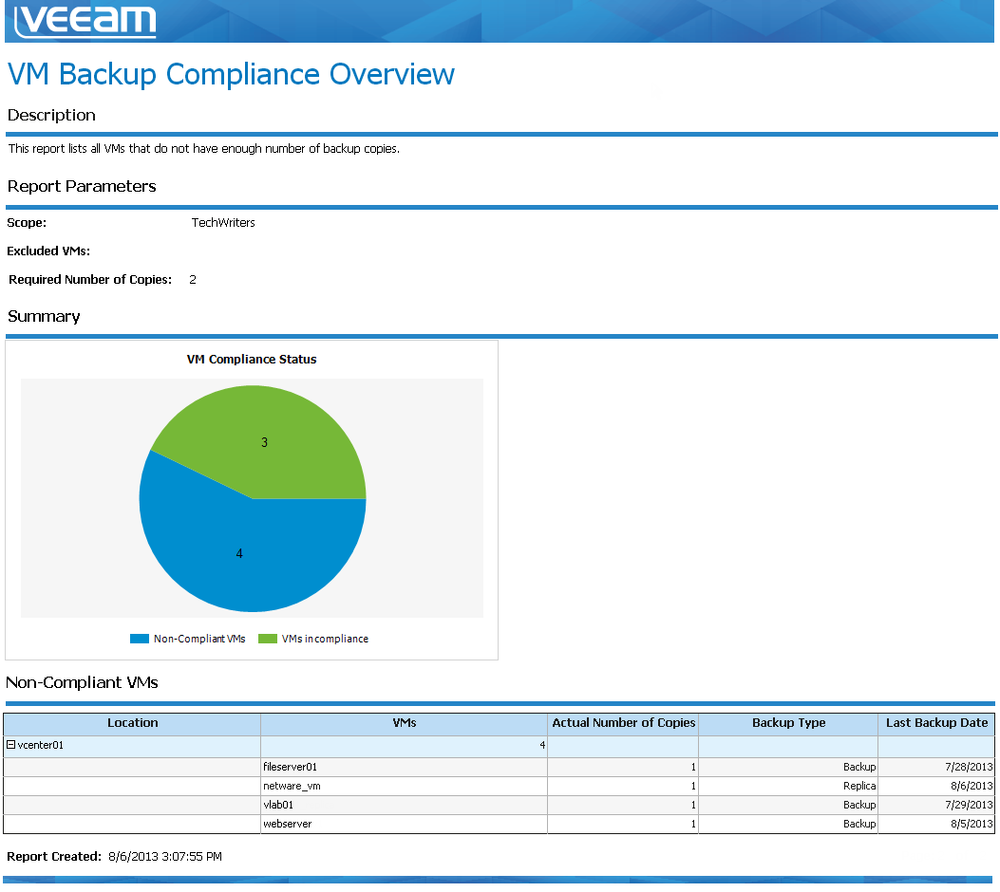 veeam
VM Backup Compliance Overview
Description
This report lists all VMs that do not have enough number of backup copies.
Report Parameters
Scope: TechWriters
Excluded VMs:
Required Number of Copies: 2
Summary
VM Compliance Status
3
4
Non-Compliant VMs VMs in compliance
Non-Compliant VMs
Location VMs Actual Number of Copies Backup Type Last Backup Date
vcenter01 4
fileserver01 1 Backup 7/28/2013
netware_vm 1 Replica 8/6/2013
vlab01 1 Backup 7/29/2013
webserver 1 Backup 8/5/2013
Report Created: 8/6/2013 3:07:55 PM